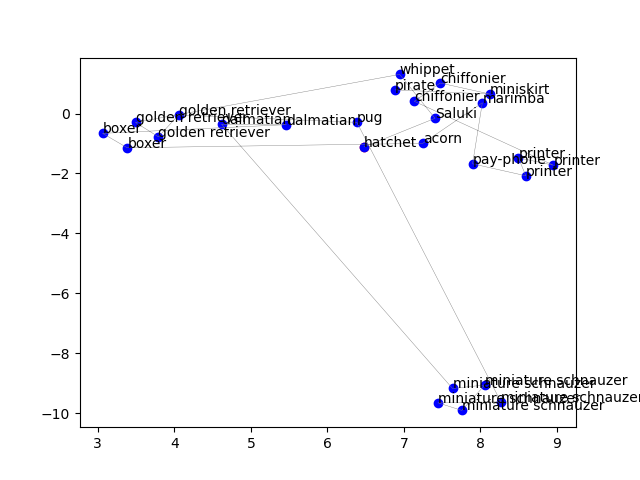 whippet
chiffonier
pirate
miniskirt
chiffonier
marimba
golden retriever
Saluki
golden retriever
dalmatian
dalmatian
pug
boxer
golden retriever
boxer
hatchet
acorn
printer
pay-phone
printer
printer
miniature schnauzer
miniature schnauzer
miniature schnauzer
miniature schnauzer
miniature schnauzer
0
−2
−4
−6
−8
−10
3 4 5 6 7 8 9